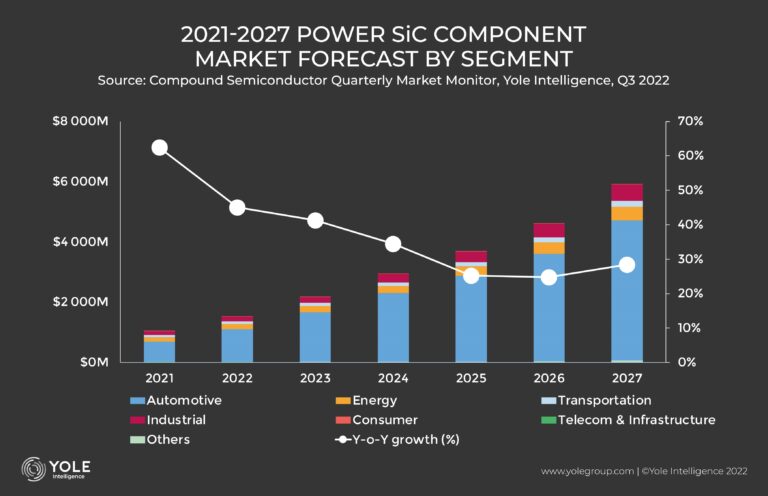 2021-2027 POWER SiC COMPONENT
MARKET FORECAST BY SEGMENT
Source: Compound Semiconductor Quarterly Market Monitor, Yole Intelligence, Q3 2022
$8 000M
$6 000M
$4 000M
$2 000M
$0M
70%
60%
50%
40%
30%
20%
10%
0%
2021 2022 2023 2024 2025 2026 2027
Automotive Energy Transportation
Industrial Consumer Telecom & Infrastructure
Others Y-o-Y growth (%)
YOLE
Intelligence
www.yolegroup.com | ©Yole Intelligence 2022